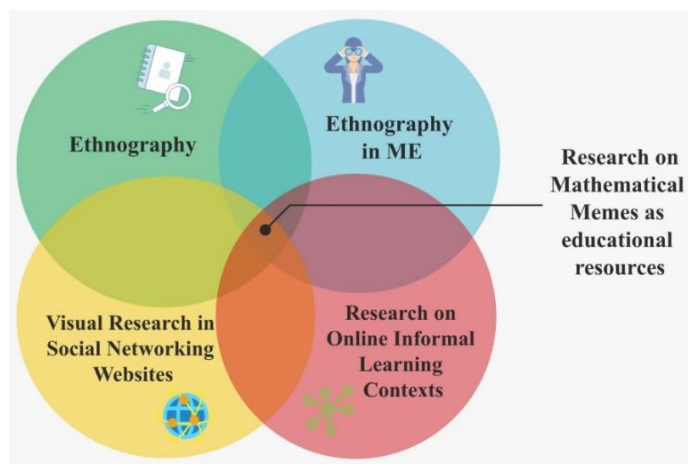 Ethnography
Ethnography
in ME
Research on
Mathematical
Memes as
educational
resources
Visual Research in
Social Networking
Websites
Research on
Online Informal
Learning
Contexts